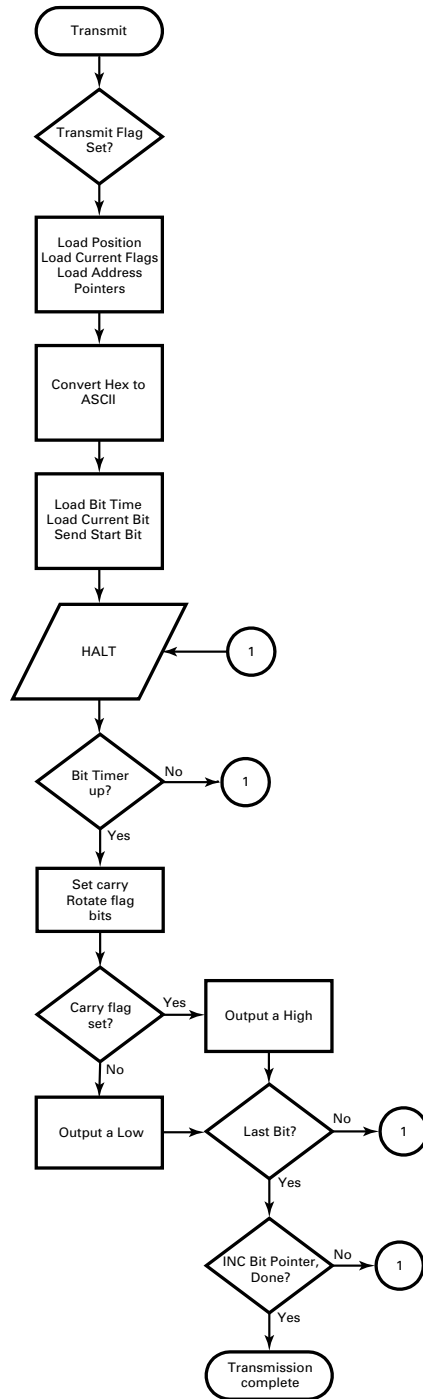 Transmit
Transmit Flag
Set?
Load Position
Load Current Flags
Load Address
Pointers
Convert Hex to
ASCII
Load Bit Time
Load Current Bit
Send Start Bit
HALT
1
Bit Timer
up?
No
1
Yes
Set carry
Rotate flag
bits
Carry flag
set?
Yes
Output a High
No
Output a Low
Last Bit?
No
1
Yes
INC Bit Pointer,
Done?
No
1
Yes
Transmission
complete